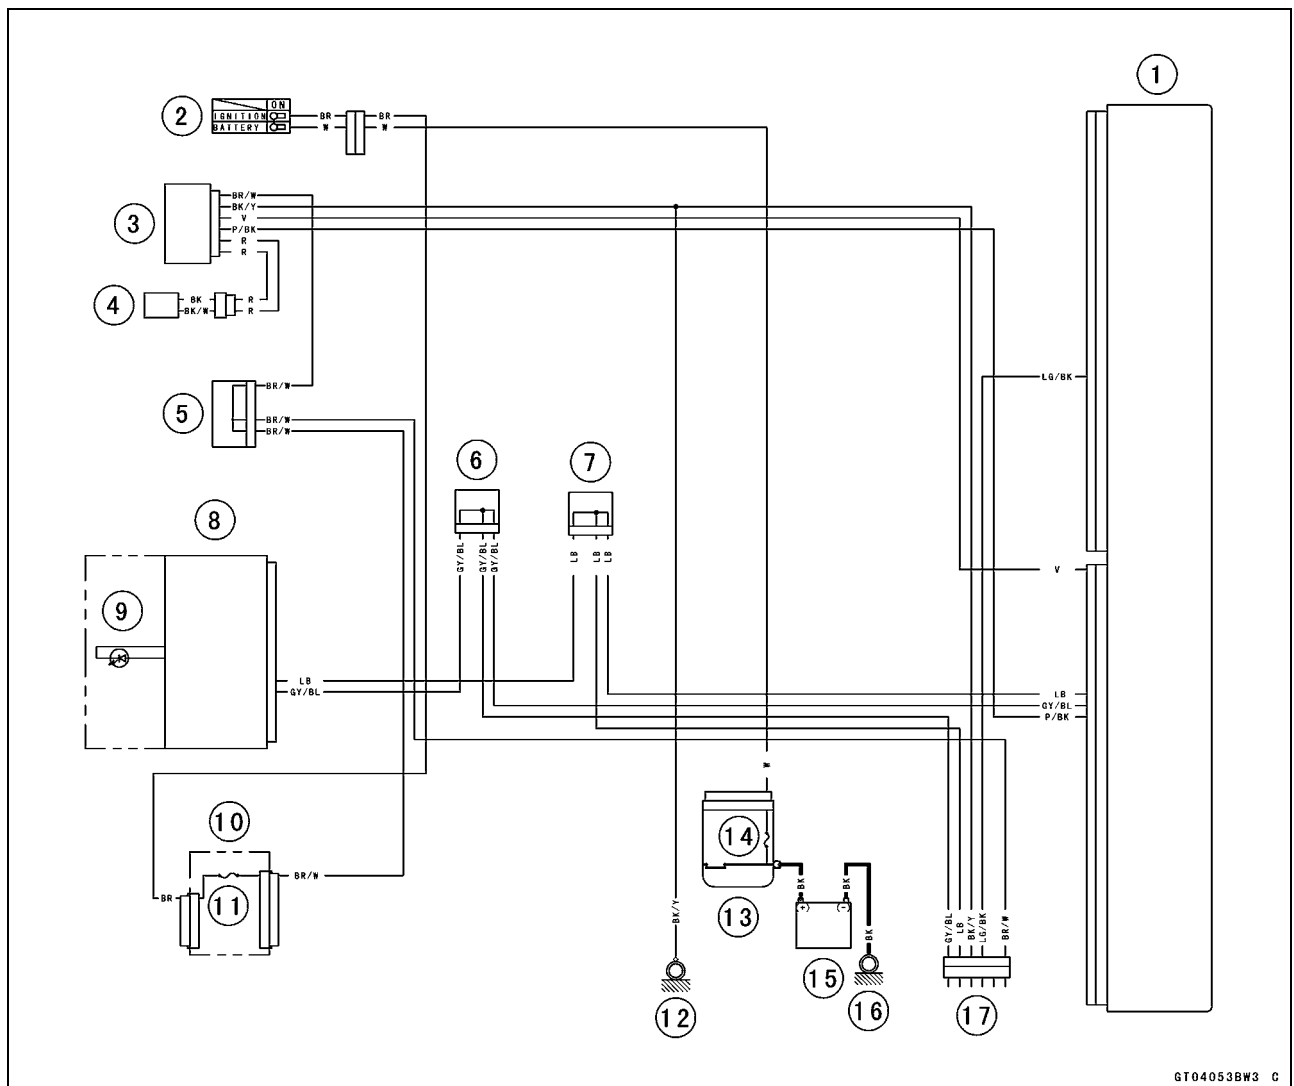 1
2
ON
IGNITION
BATTERY
BR
W
BR
W
3
BR/W
BK/Y
V
P/BK
R
R
4
BK
BK/W
R
R
LG/BK
5
BR/W
BR/W
BR/W
6
7
GY/BL
GY/BL
GY/BL
LB
LB
LB
8
V
9
LB
GY/BL
LB
GY/BL
P/BK
W
10
14
BR/W
BR
11
BK
BK
(+)
(-)
BK/Y
13
BK
GY/BL
LB
BK/Y
LG/BK
BR/W
15
12
16
17
GT04053BW3 C